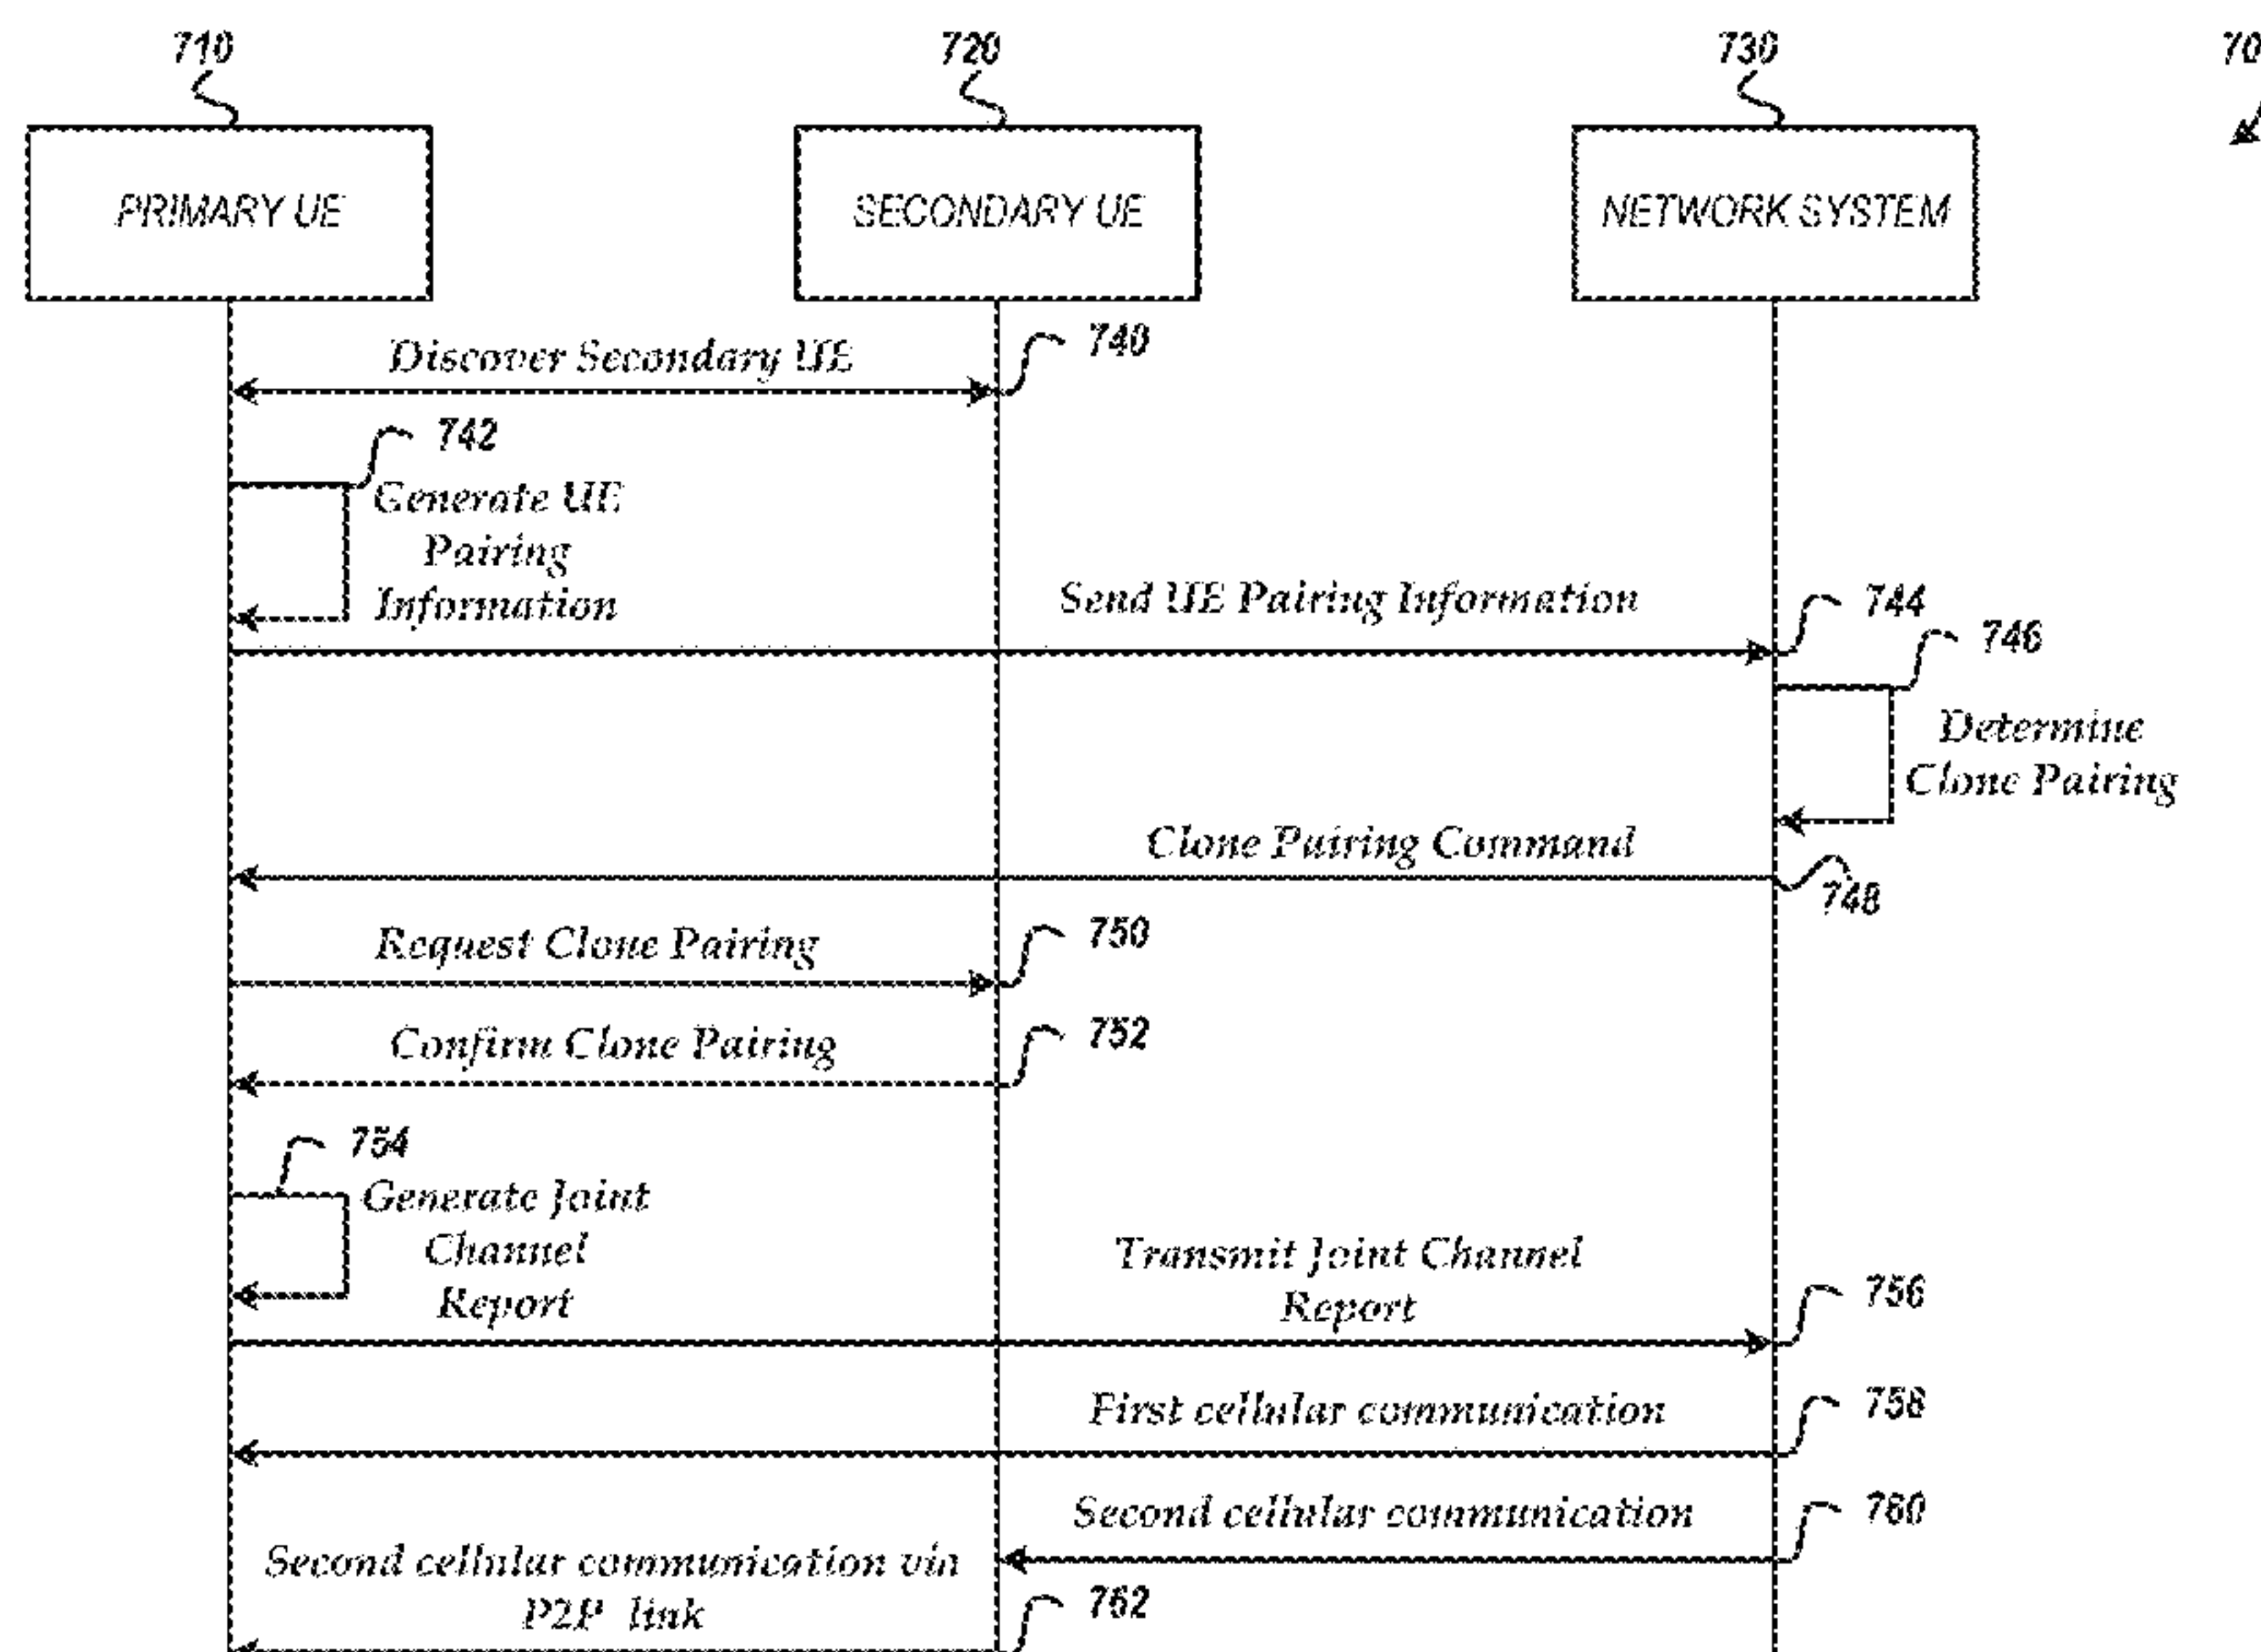 710
720
730
70
PRIMARY UE
SECONDARY UE
NETWORK SYSTEM
Discover Secondary UE
740
742
Generate UE
Pairing
Information
Send UE Pairing Information
744
746
Determine
Clone Pairing
Clone Pairing Command
748
Request Clone Pairing
750
Confirm Clone Pairing
752
754
Generate Joint
Channel
Report
Transmit Joint Channel
Report
756
First cellular communication
758
Second cellular communication
760
Second cellular communication via
P2P link
762